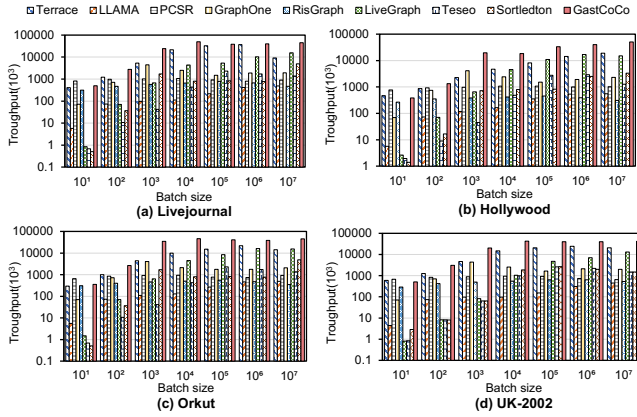 Terrace LLAMA PCSR GraphOne RisGraph LiveGraph Teseo Sortledton GastCoCo
Troughput(10³)
100000
10000
1000
100
10
1
0.1
10¹ 10² 10³ 10⁴ 10⁵ 10⁶ 10⁷
Batch size
(a) Livejournal
Troughput(10³)
100000
10000
1000
100
10
1
10¹ 10² 10³ 10⁴ 10⁵ 10⁶ 10⁷
Batch size
(b) Hollywood
Troughput(10³)
100000
10000
1000
100
10
1
0.1
10¹ 10² 10³ 10⁴ 10⁵ 10⁶ 10⁷
Batch size
(c) Orkut
Troughput(10³)
100000
10000
1000
100
10
1
0.1
10¹ 10² 10³ 10⁴ 10⁵ 10⁶ 10⁷
Batch size
(d) UK-2002